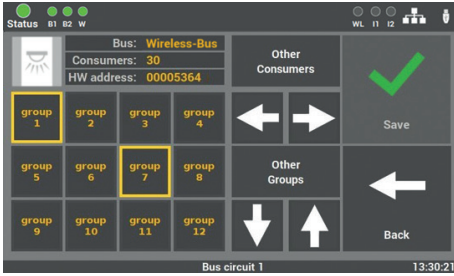 Status B1 B2 W
WL I1 I2
Bus: Wireless-Bus
Consumers: 30
HW address: 00005364
Other
Consumers
Save
group
1
group
2
group
3
group
4
group
5
group
6
group
7
group
8
Other
Groups
group
9
group
10
group
11
group
12
Back
Bus circuit 1
13:30:21